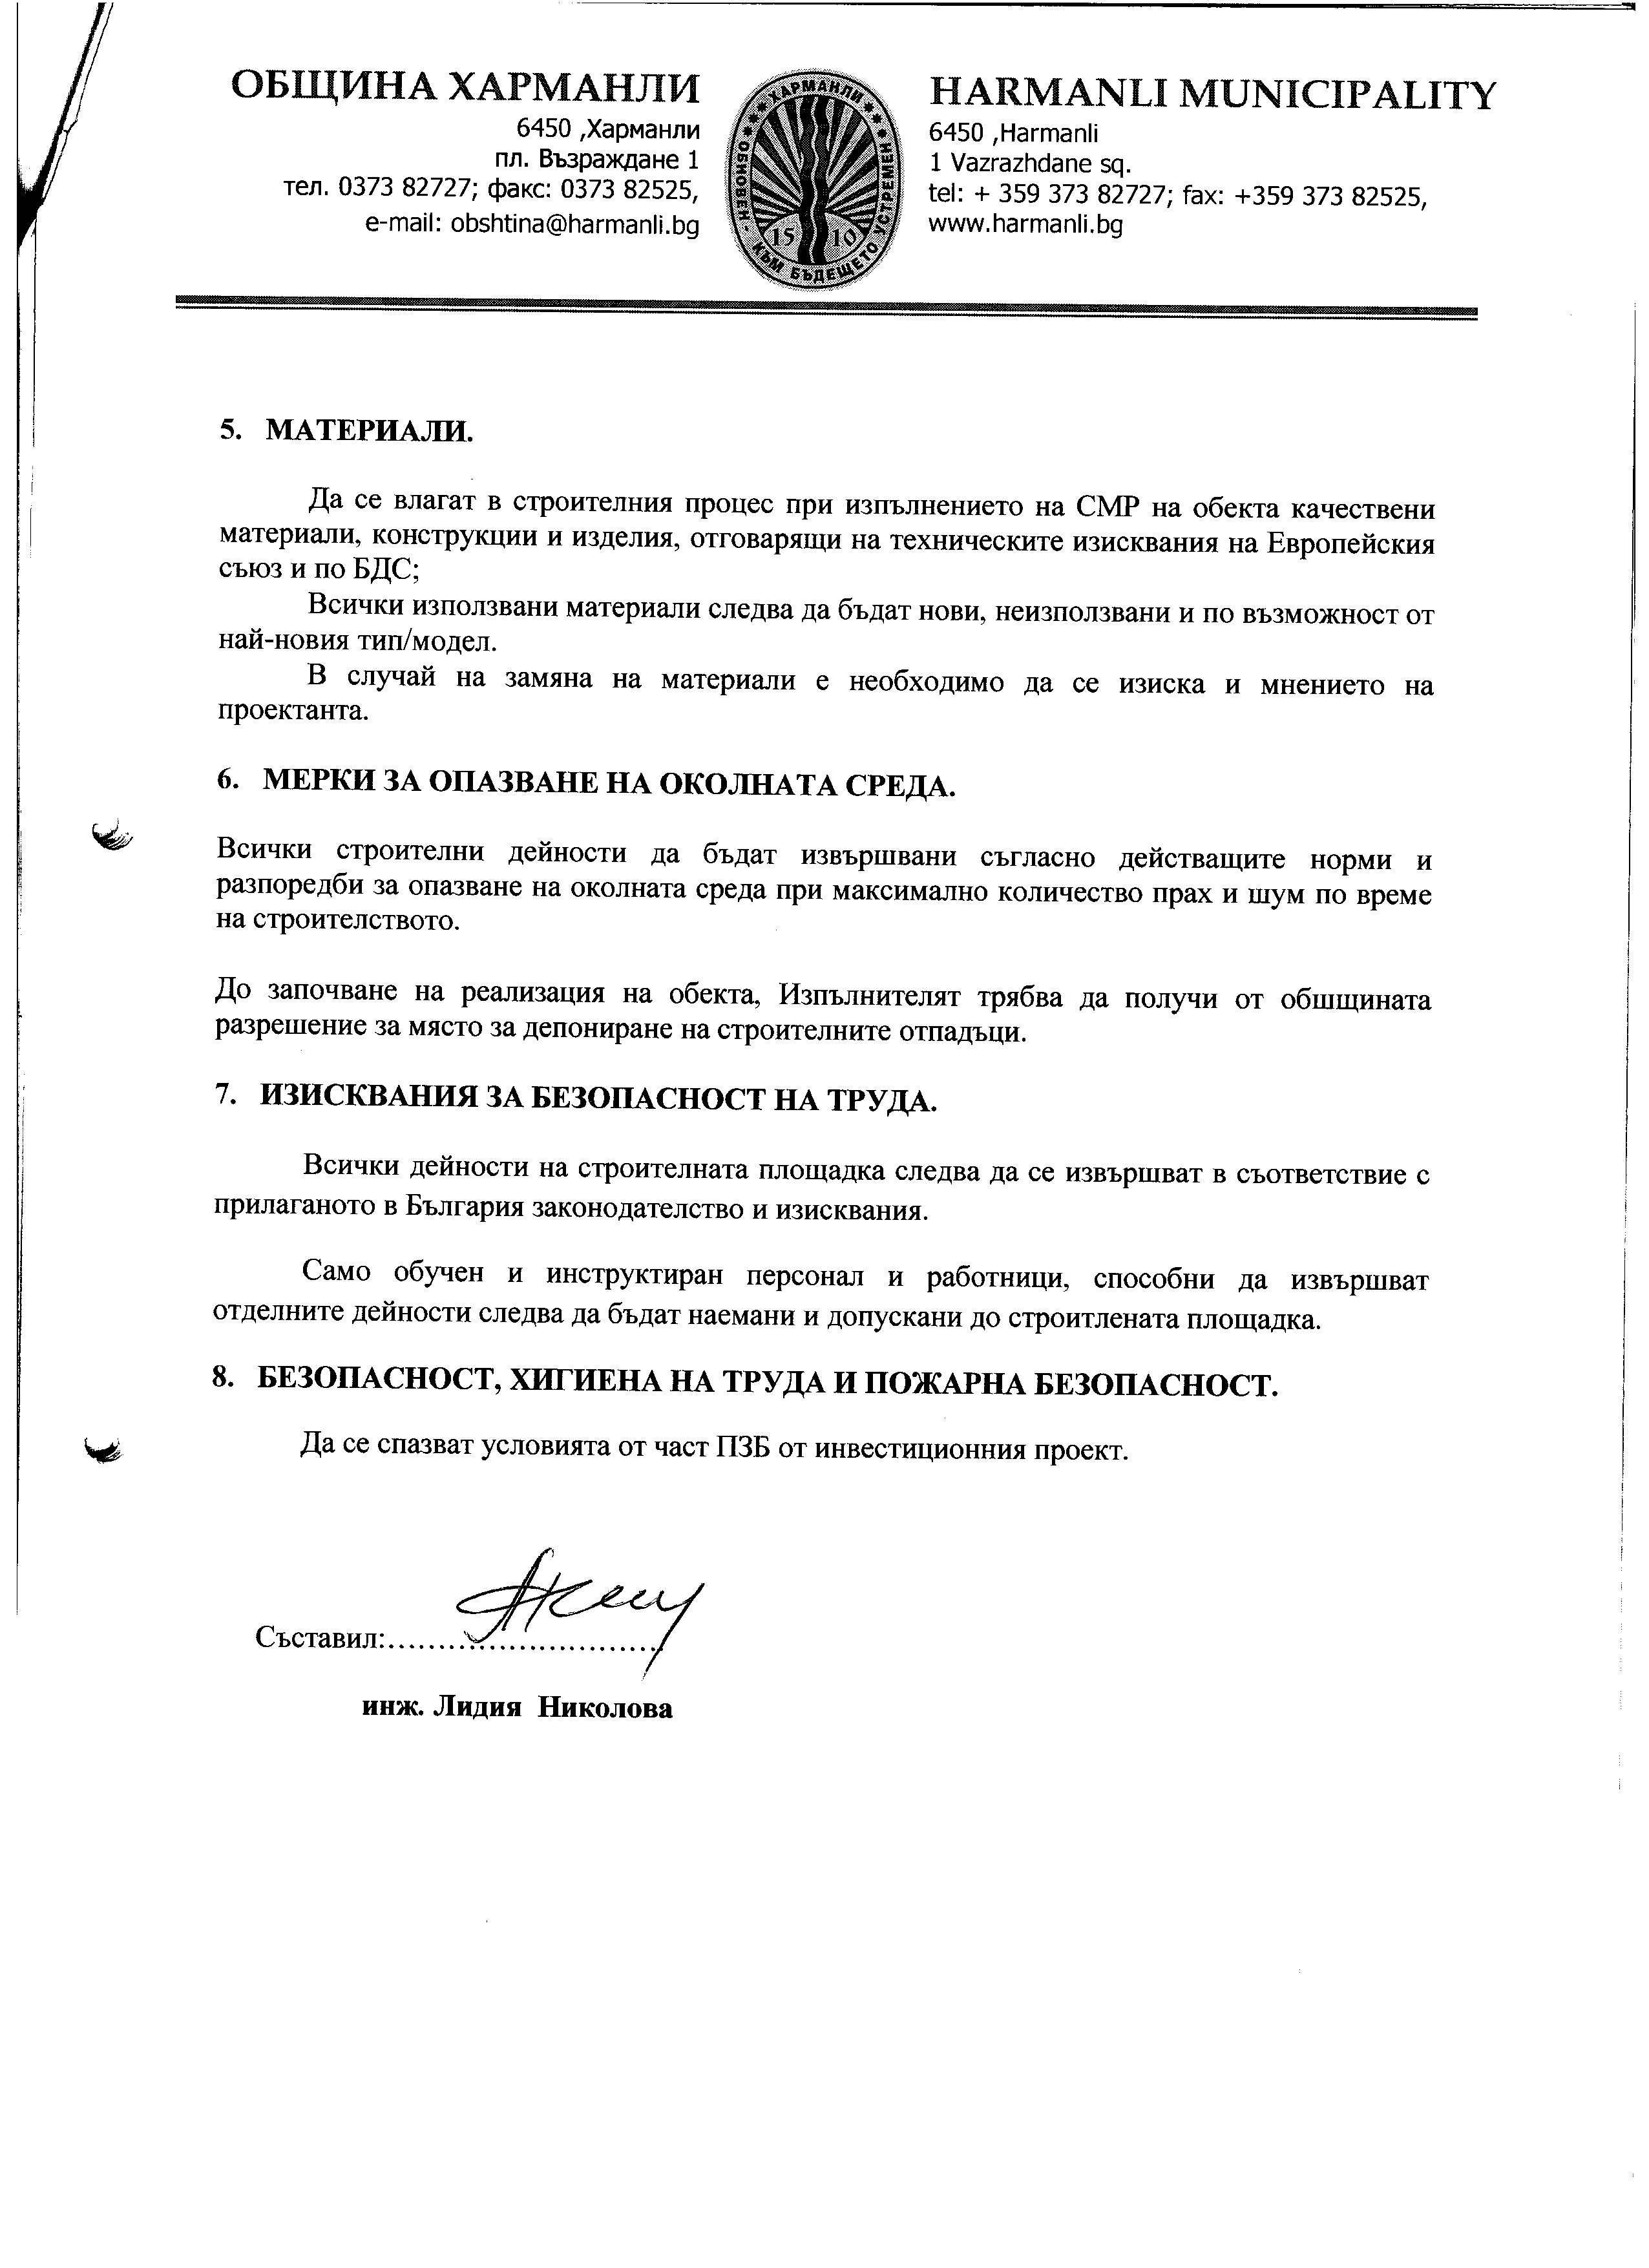 ОБЩИНА ХАРМАНЛИ
6450 ,Харманли
пл. Възраждане 1
тел. 0373 82727; факс: 0373 82525,
e-mail: obshtina@harmanli.bg
ХАРМАНЛИ
ОБНОВЕН - КЪМ БЪДЕЩЕТО УСТРЕМЕН
15 10
HARMANLI MUNICIPALITY
6450 ,Harmanli
1 Vazrazhdane sq.
tel: + 359 373 82727; fax: +359 373 82525,
www.harmanli.bg
5. МАТЕРИАЛИ.
Да се влагат в строителния процес при изпълнението на СМР на обекта качествени
материали, конструкции и изделия, отговарящи на техническите изисквания на Европейския
съюз и по БДС;
Всички използвани материали следва да бъдат нови, неизползвани и по възможност от
най-новия тип/модел.
В случай на замяна на материали е необходимо да се изиска и мнението на
проектанта.
6. МЕРКИ ЗА ОПАЗВАНЕ НА ОКОЛНАТА СРЕДА.
Всички строителни дейности да бъдат извършвани съгласно действащите норми и
разпоредби за опазване на околната среда при максимално количество прах и шум по време
на строителството.
До започване на реализация на обекта, Изпълнителят трябва да получи от обшщината
разрешение за място за депониране на строителните отпадъци.
7. ИЗИСКВАНИЯ ЗА БЕЗОПАСНОСТ НА ТРУДА.
Всички дейности на строителната площадка следва да се извършват в съответствие с
прилаганото в България законодателство и изисквания.
Само обучен и инструктиран персонал и работници, способни да извършват
отделните дейности следва да бъдат наемани и допускани до строитлената площадка.
8. БЕЗОПАСНОСТ, ХИГИЕНА НА ТРУДА И ПОЖАРНА БЕЗОПАСНОСТ.
Да се спазват условията от част ПЗБ от инвестиционния проект.
Съставил:................................
инж. Лидия Николова